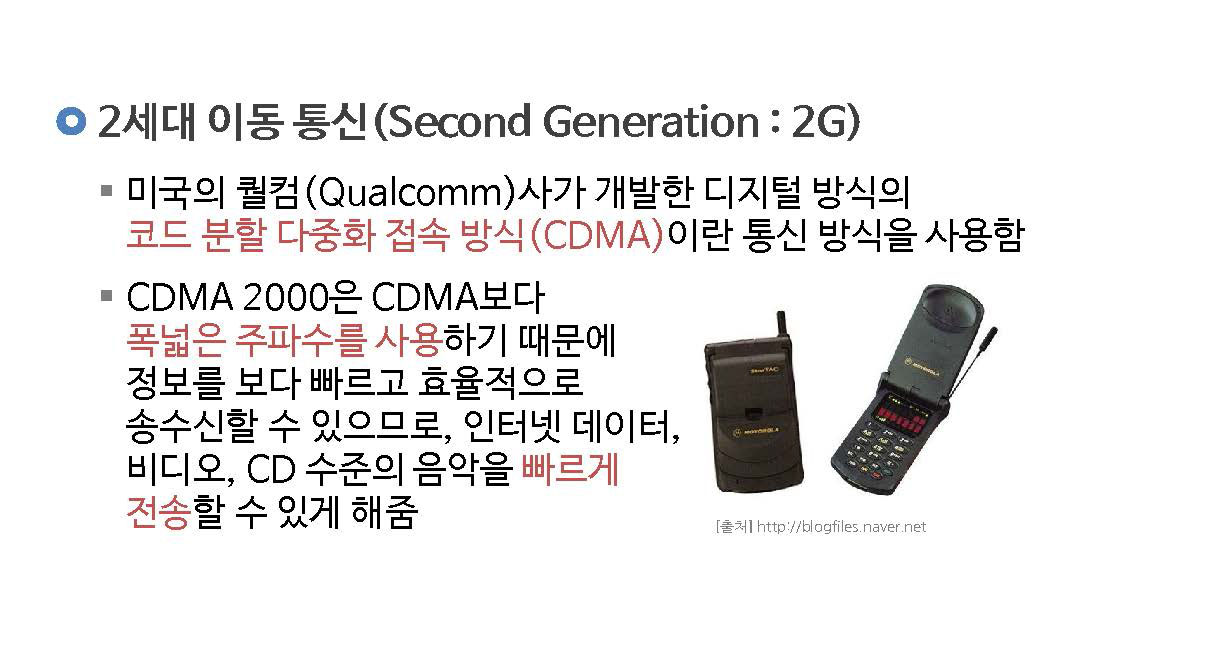 2세대 이동 통신(Second Generation : 2G)
미국의 퀄컴(Qualcomm)사가 개발한 디지털 방식의
코드 분할 다중화 접속 방식(CDMA)이란 통신 방식을 사용함
CDMA 2000은 CDMA보다
폭넓은 주파수를 사용하기 때문에
정보를 보다 빠르고 효율적으로
송수신할 수 있으므로, 인터넷 데이터,
비디오, CD 수준의 음악을 빠르게
전송할 수 있게 해줌
StarTAC
MOTOROLA
MOTOROLA
[출처] http://blogfiles.naver.net